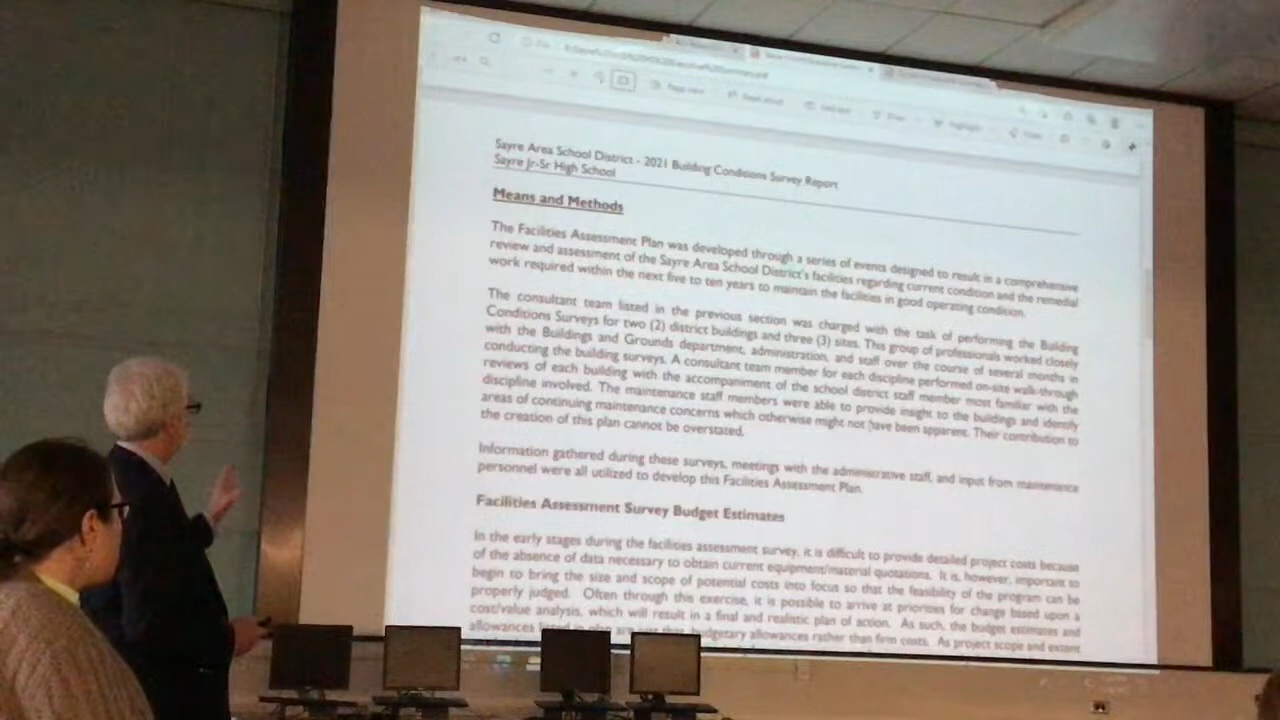 Sayre Area School District - 2021 Building Conditions Survey Report
Sayre Jr-Sr High School
Means and Methods
The Facilities Assessment Plan was developed through a series of events designed to result in a comprehensive
review and assessment of the Sayre Area School District's facilities regarding current condition and the remedial
work required within the next five to ten years to maintain the facilities in good operating condition.
The consultant team listed in the previous section was charged with the task of performing the Building
Conditions Surveys for two (2) district buildings and three (3) sites. This group of professionals worked closely
with the Buildings and Grounds department, administration, and staff over the course of several months in
conducting the building surveys. A consultant team member for each discipline performed on-site walk-through
reviews of each building with the accompaniment of the school district staff member most familiar with the
discipline involved. The maintenance staff members were able to provide insight to the buildings and identify
areas of continuing maintenance concerns which otherwise might not have been apparent. Their contribution to
the creation of this plan cannot be overstated.
Information gathered during these surveys, meetings with the administrative staff, and input from maintenance
personnel were all utilized to develop this Facilities Assessment Plan.
Facilities Assessment Survey Budget Estimates
In the early stages during the facilities assessment survey, it is difficult to provide detailed project costs because
of the absence of data necessary to obtain current equipment/material quotations. It is, however, important to
begin to bring the size and scope of potential costs into focus so that the feasibility of the program can be
properly judged. Often through this exercise, it is possible to arrive at priorities for change based upon a
cost/value analysis, which will result in a final and realistic plan of action. As such, the budget estimates and
allowances budgetary allowances rather than firm costs. As project scope and extent